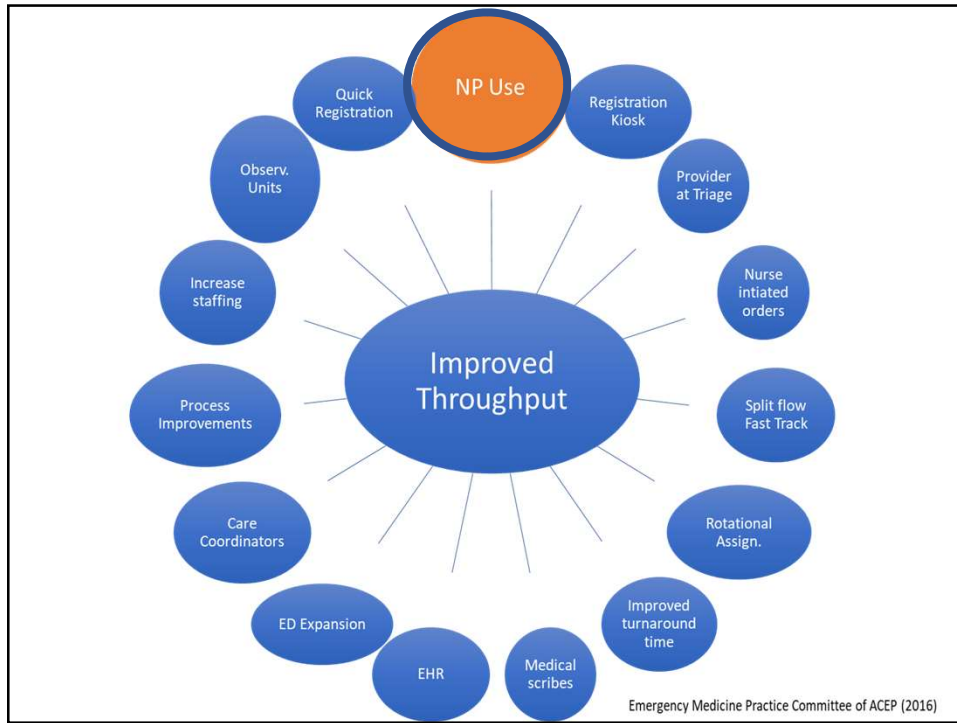 NP Use
Registration
Kiosk
Provider
at Triage
Nurse
intiated
orders
Split flow
Fast Track
Rotational
Assign.
Improved
turnaround
time
Medical
scribes
EHR
ED Expansion
Care
Coordinators
Process
Improvements
Increase
staffing
Observ.
Units
Quick
Registration
Improved
Throughput
Emergency Medicine Practice Committee of ACEP (2016)